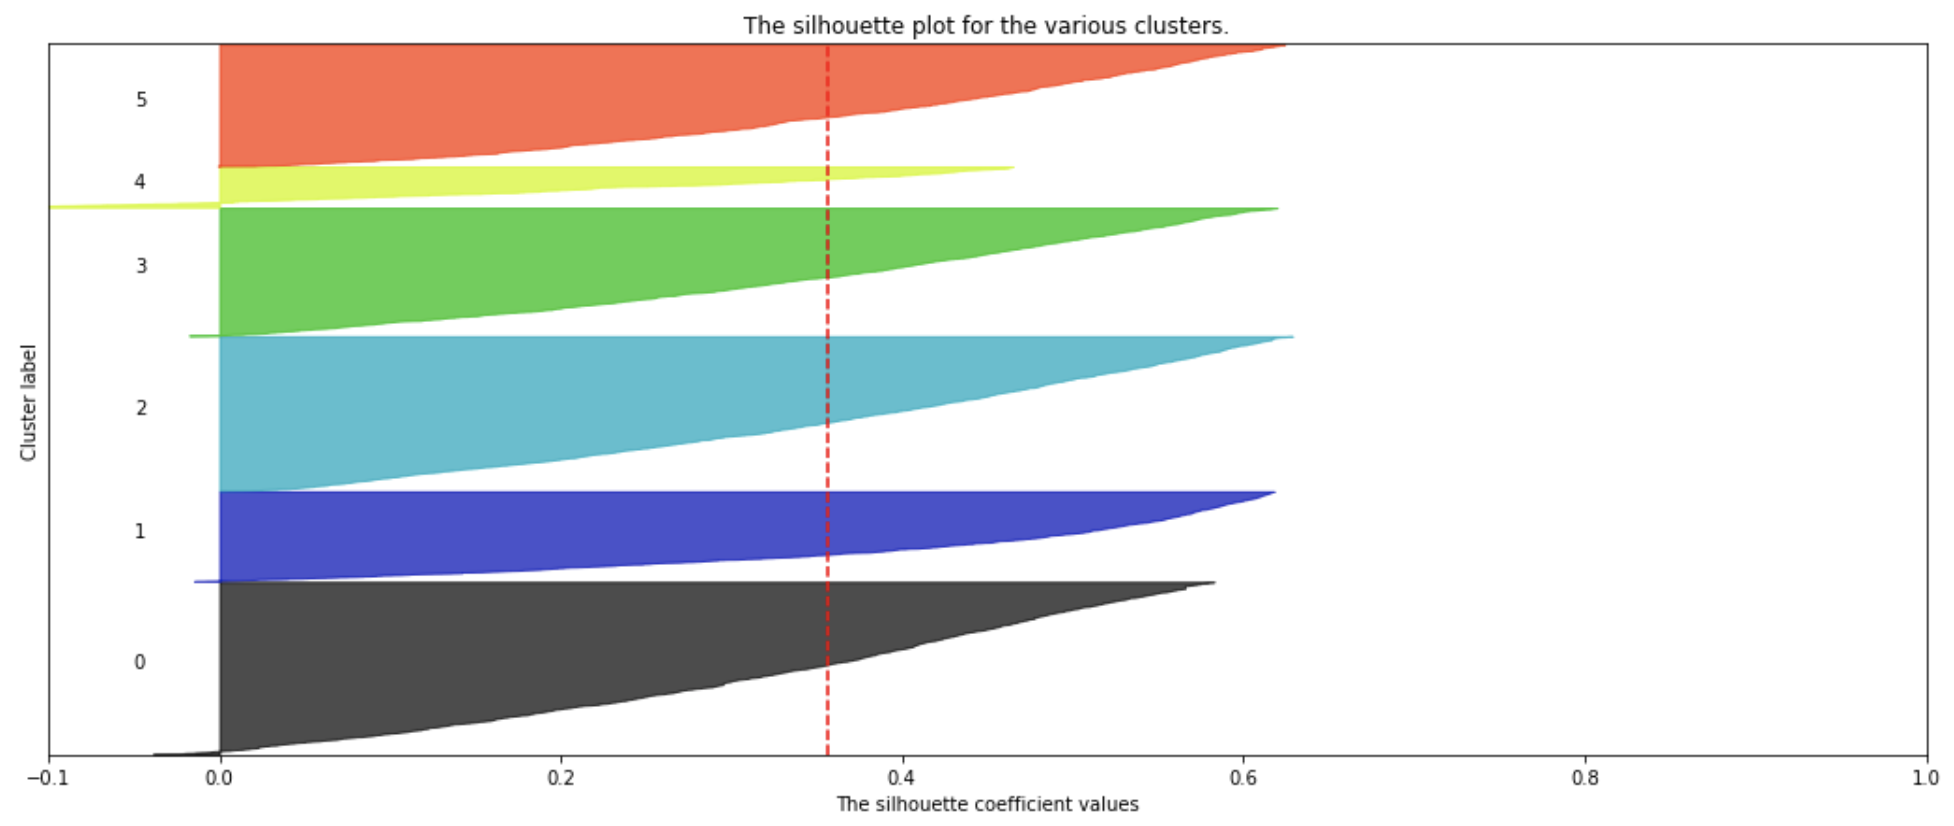 The silhouette plot for the various clusters.
5
4
3
2
1
0
Cluster label
−0.1 0.0 0.2 0.4 0.6 0.8 1.0
The silhouette coefficient values